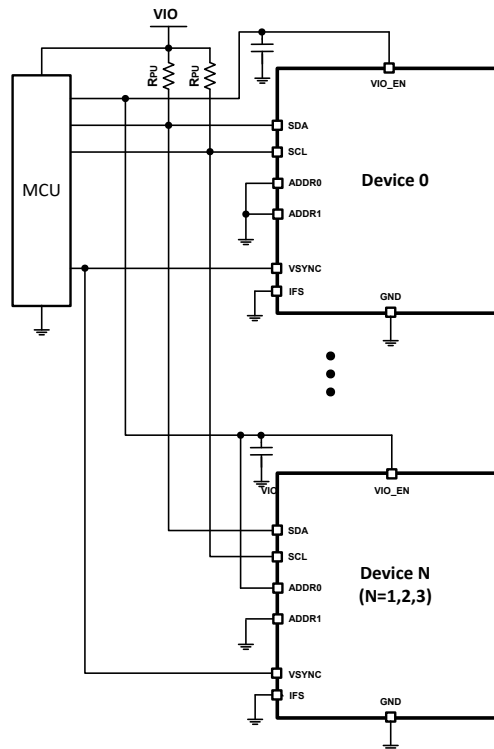 VIO
RPU
RPU
VIO_EN
SDA
SCL
MCU
ADDR0
Device 0
ADDR1
VSYNC
IFS
GND
VIO
VIO_EN
SDA
SCL
ADDR0
Device N
(N=1,2,3)
ADDR1
VSYNC
IFS
GND